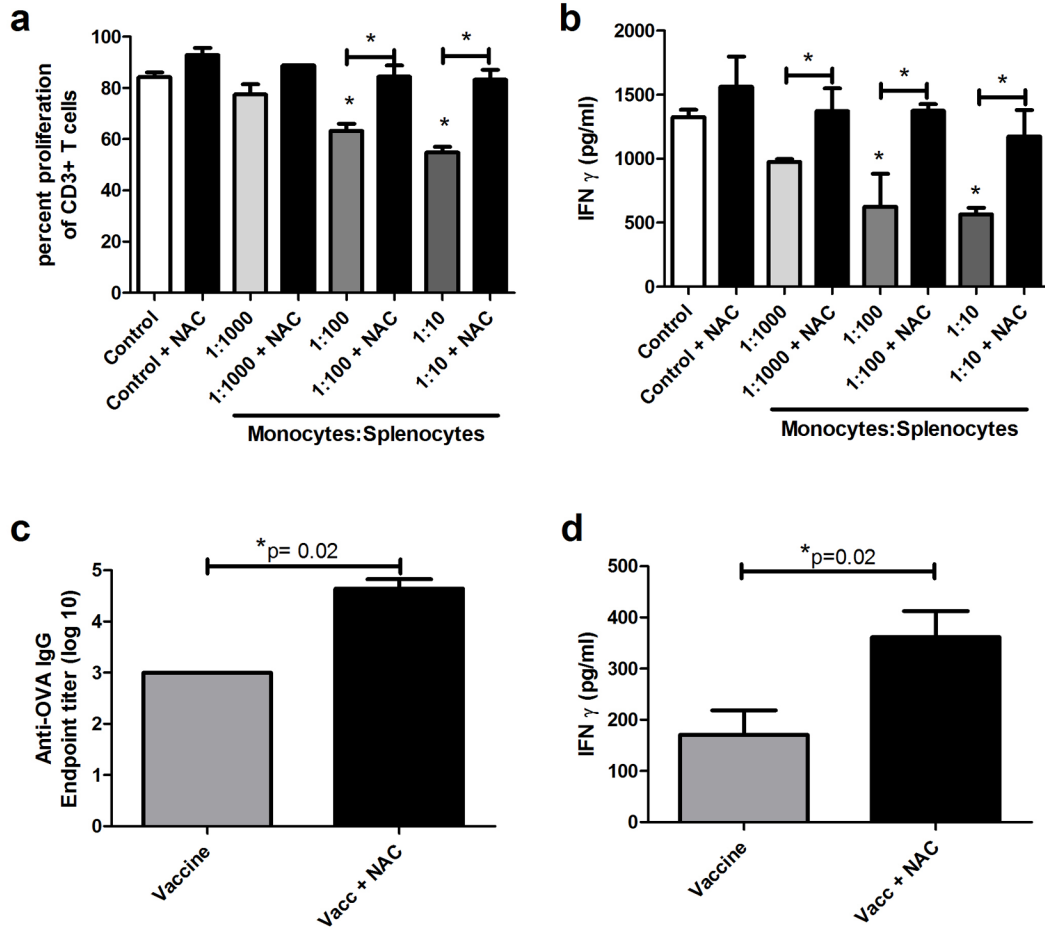 a
percent proliferation
of CD3+ T cells
100
80
60
40
20
0
*
*
*
*
Control
Control + NAC
1:1000
1:1000 + NAC
1:100
1:100 + NAC
1:10
1:10 + NAC
Monocytes:Splenocytes
b
IFN γ (pg/ml)
2000
1500
1000
500
0
*
*
*
*
*
Control
Control + NAC
1:1000
1:1000 + NAC
1:100
1:100 + NAC
1:10
1:10 + NAC
Monocytes:Splenocytes
c
*p= 0.02
Anti-OVA IgG
Endpoint titer (log 10)
5
4
3
2
1
0
Vaccine
Vacc + NAC
d
*p=0.02
IFN γ (pg/ml)
500
400
300
200
100
0
Vaccine
Vacc + NAC